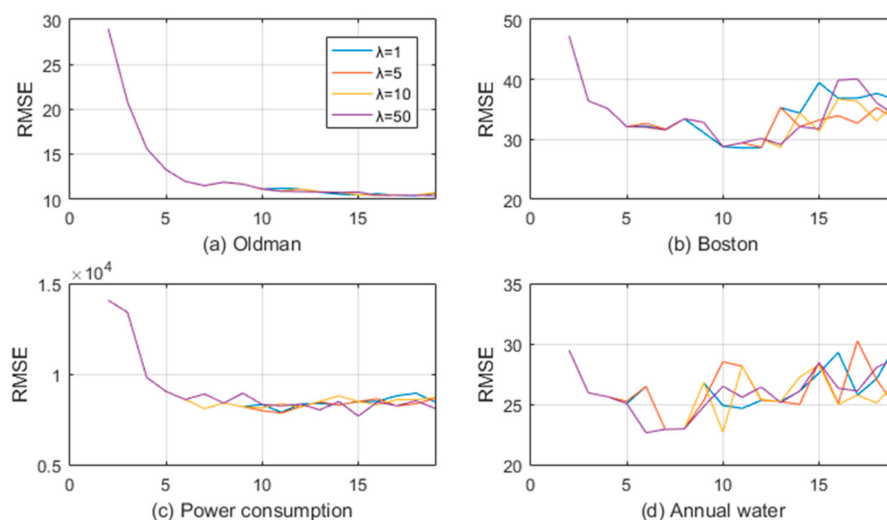 30
25
20
15
10
RMSE
λ=1
λ=5
λ=10
λ=50
0 5 10 15
(a) Oldman
50
40
30
20
RMSE
0 5 10 15
(b) Boston
×10⁴
1.5
1
0.5
RMSE
0 5 10 15
(c) Power consumption
35
30
25
20
RMSE
0 5 10 15
(d) Annual water